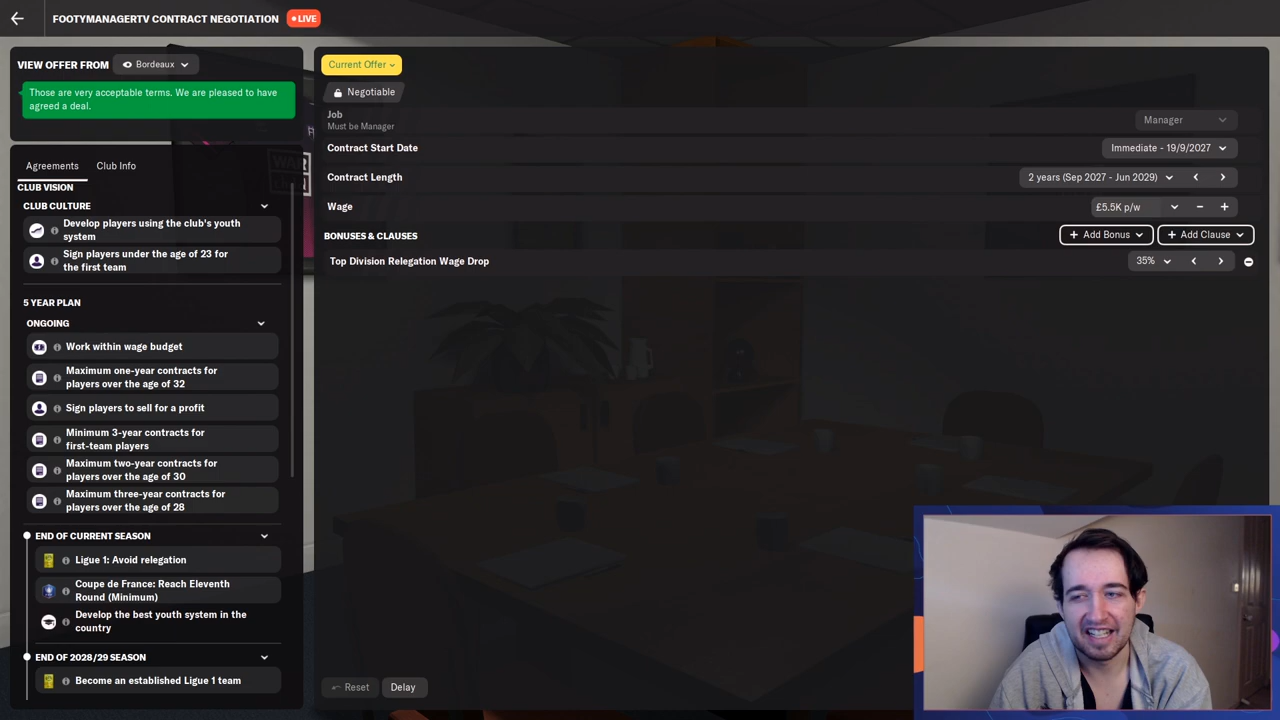 FOOTYMANAGERTV CONTRACT NEGOTIATION
LIVE
VIEW OFFER FROM
Bordeaux
Those are very acceptable terms. We are pleased to have
agreed a deal.
Agreements
Club Info
CLUB VISION
CLUB CULTURE
Develop players using the club's youth
system
Sign players under the age of 23 for
the first team
5 YEAR PLAN
ONGOING
Work within wage budget
Maximum one-year contracts for
players over the age of 32
Sign players to sell for a profit
Minimum 3-year contracts for
first-team players
Maximum two-year contracts for
players over the age of 30
Maximum three-year contracts for
players over the age of 28
END OF CURRENT SEASON
Ligue 1: Avoid relegation
Coupe de France: Reach Eleventh
Round (Minimum)
Develop the best youth system in the
country
END OF 2028/29 SEASON
Become an established Ligue 1 team
Current Offer
Negotiable
Job
Must be Manager
Manager
Contract Start Date
Immediate - 19/9/2027
Contract Length
2 years (Sep 2027 - Jun 2029)
Wage
£5.5K p/w
BONUSES & CLAUSES
Add Bonus
Add Clause
Top Division Relegation Wage Drop
35%
Reset
Delay